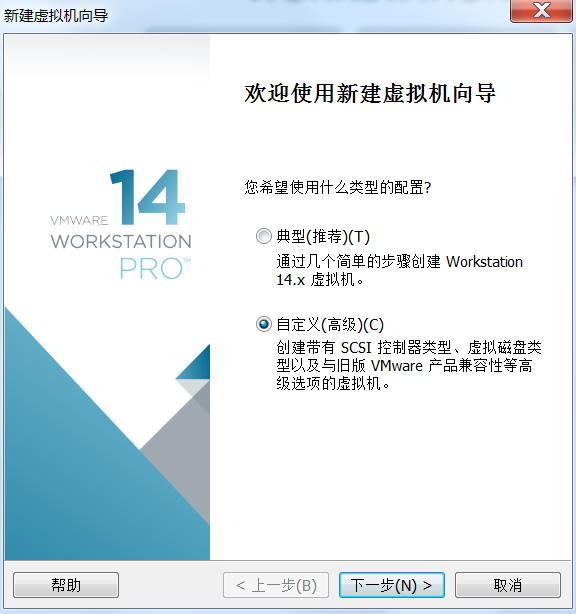 新建虚拟机向导
欢迎使用新建虚拟机向导
VMWARE 14
WORKSTATION
PRO™
您希望使用什么类型的配置?
典型(推荐)(T)
通过几个简单的步骤创建 Workstation
14.x 虚拟机。
自定义(高级)(C)
创建带有 SCSI 控制器类型、虚拟磁盘类
型以及与旧版 VMware 产品兼容性等高
级选项的虚拟机。
帮助
< 上一步(B)
下一步(N) >
取消